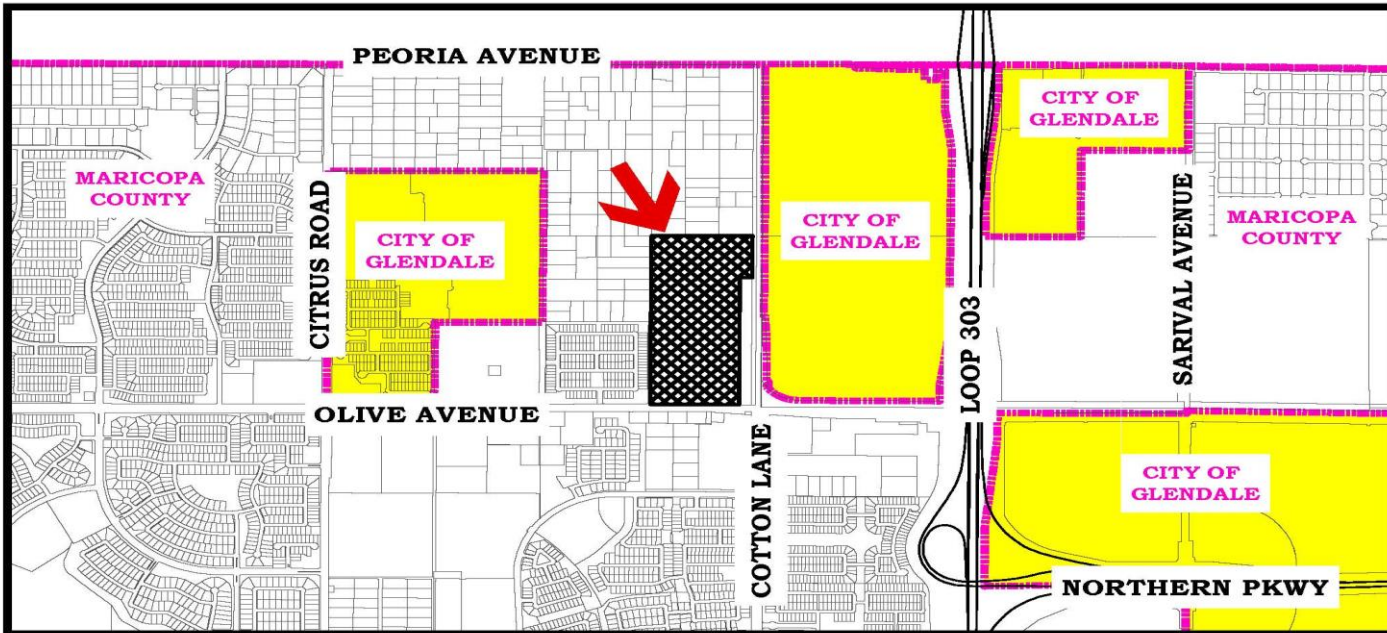 PEORIA AVENUE
CITY OF
GLENDALE
MARICOPA
COUNTY
CITRUS ROAD
CITY OF
GLENDALE
CITY OF
GLENDALE
LOOP 303
SARIVAL AVENUE
MARICOPA
COUNTY
OLIVE AVENUE
COTTON LANE
CITY OF
GLENDALE
NORTHERN PKWY